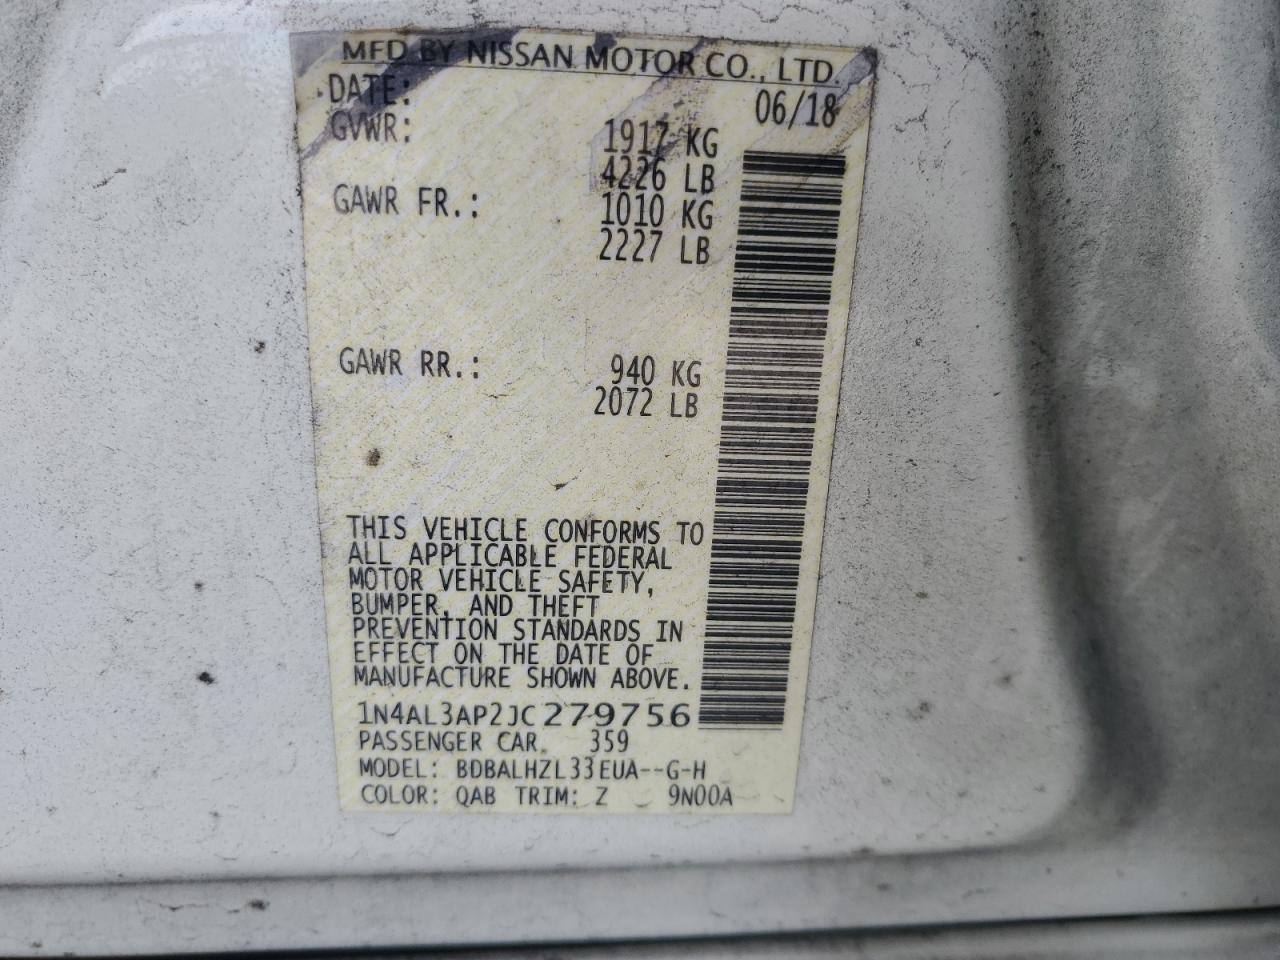 MFD BY NISSAN MOTOR CO., LTD.
DATE: 06/18
GVWR: 1917 KG
4226 LB
GAWR FR.: 1010 KG
2227 LB
GAWR RR.: 940 KG
2072 LB
THIS VEHICLE CONFORMS TO
ALL APPLICABLE FEDERAL
MOTOR VEHICLE SAFETY,
BUMPER, AND THEFT
PREVENTION STANDARDS IN
EFFECT ON THE DATE OF
MANUFACTURE SHOWN ABOVE.
1N4AL3AP2JC279756
PASSENGER CAR 359
MODEL: BDBALHZL33EUA--G-H
COLOR: QAB TRIM: Z 9N00A